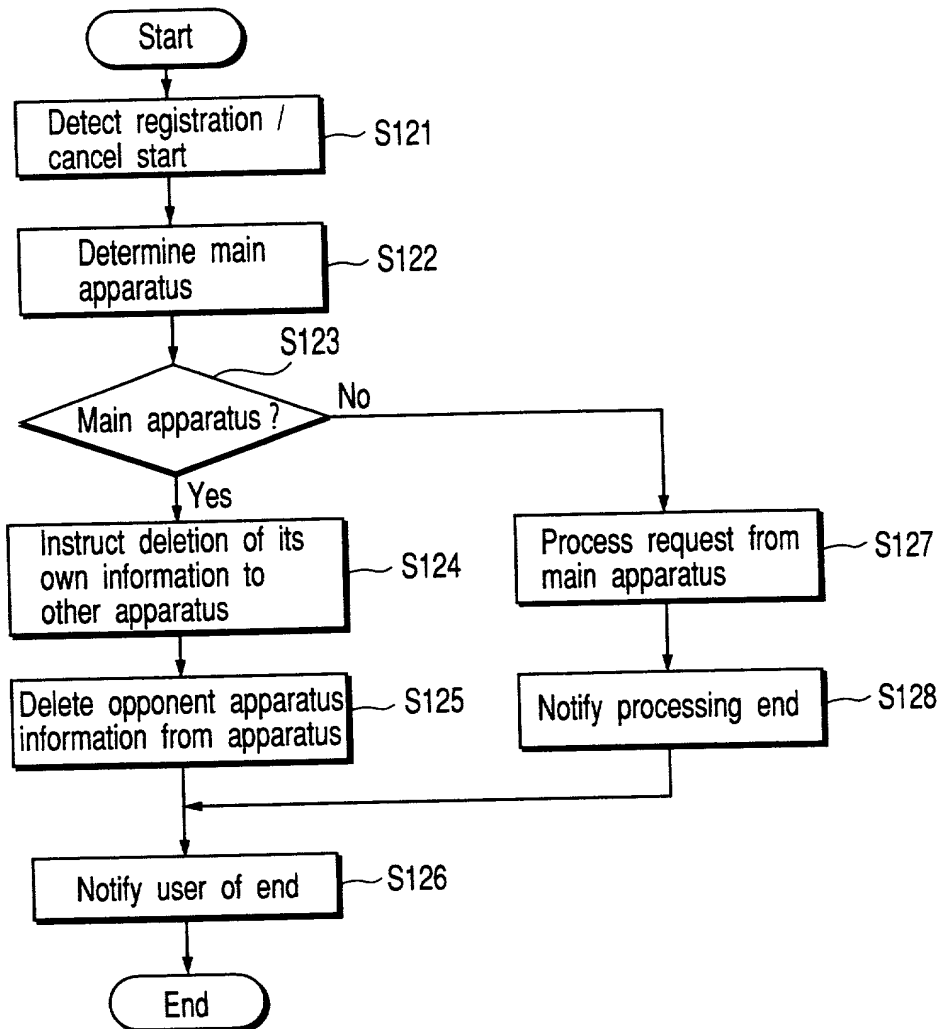 Start
Detect registration /
cancel start
S121
Determine main
apparatus
S122
S123
Main apparatus ?
No
Yes
Instruct deletion of its
own information to
other apparatus
S124
Process request from
main apparatus
S127
Delete opponent apparatus
information from apparatus
S125
Notify processing end
S128
Notify user of end
S126
End